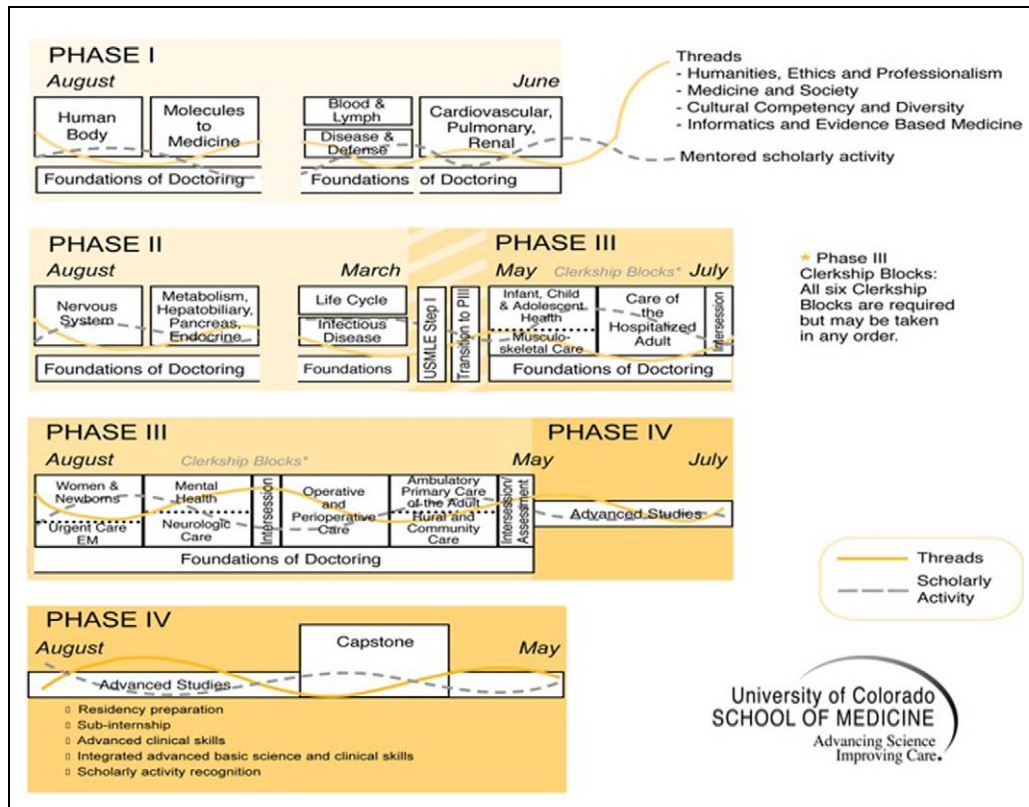 PHASE I
August
June
Human
Body
Molecules
to
Medicine
Blood &
Lymph
Disease &
Defense
Cardiovascular,
Pulmonary,
Renal
Foundations of Doctoring
Foundations of Doctoring
Threads
- Humanities, Ethics and Professionalism
- Medicine and Society
- Cultural Competency and Diversity
- Informatics and Evidence Based Medicine
Mentored scholarly activity
PHASE II
August
March
Nervous
System
Metabolism,
Hepatobiliary,
Pancreas,
Endocrine
Life Cycle
Infectious
Disease
Foundations of Doctoring
Foundations
USMLE Step I
Transition to PIII
PHASE III
May
Clerkship Blocks*
July
Infant, Child
& Adolescent
Health
Musculo-
skeletal Care
Care of
the
Hospitalized
Adult
Intersession
Foundations of Doctoring
★ Phase III
Clerkship Blocks:
All six Clerkship
Blocks are required
but may be taken
in any order.
PHASE III
August
Clerkship Blocks*
May
Women &
Newborns
Urgent Care
EM
Mental
Health
Neurologic
Care
Intersession
Operative
and
Perioperative
Care
Ambulatory
Primary Care
of the Adult
Rural and
Community
Care
Intersession/
Assessment
Foundations of Doctoring
PHASE IV
July
Advanced Studies
Threads
Scholarly
Activity
PHASE IV
August
May
Capstone
Advanced Studies
Residency preparation
Sub-internship
Advanced clinical skills
Integrated advanced basic science and clinical skills
Scholarly activity recognition
University of Colorado
SCHOOL OF MEDICINE
Advancing Science
Improving Care.